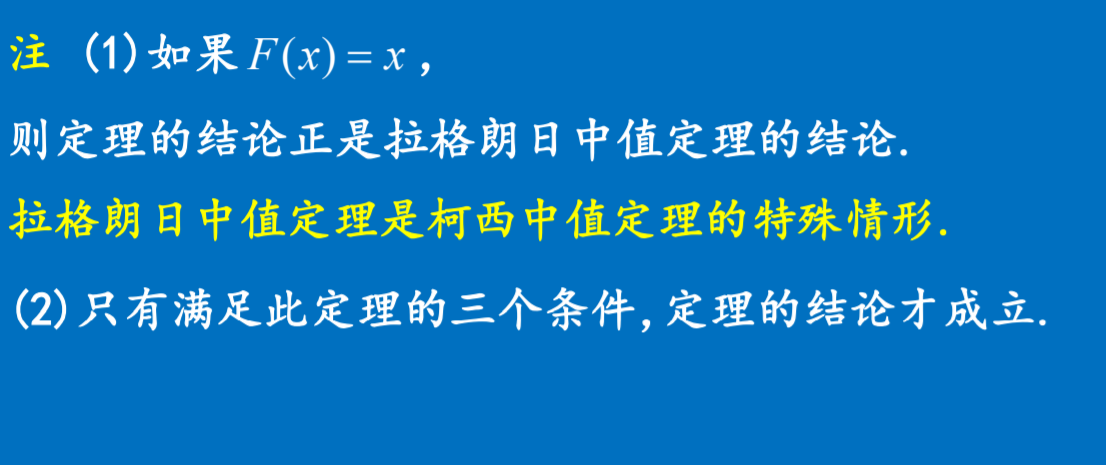 注 (1)如果F(x)=x,
则定理的结论正是拉格朗日中值定理的结论.
拉格朗日中值定理是柯西中值定理的特殊情形.
(2)只有满足此定理的三个条件,定理的结论才成立.